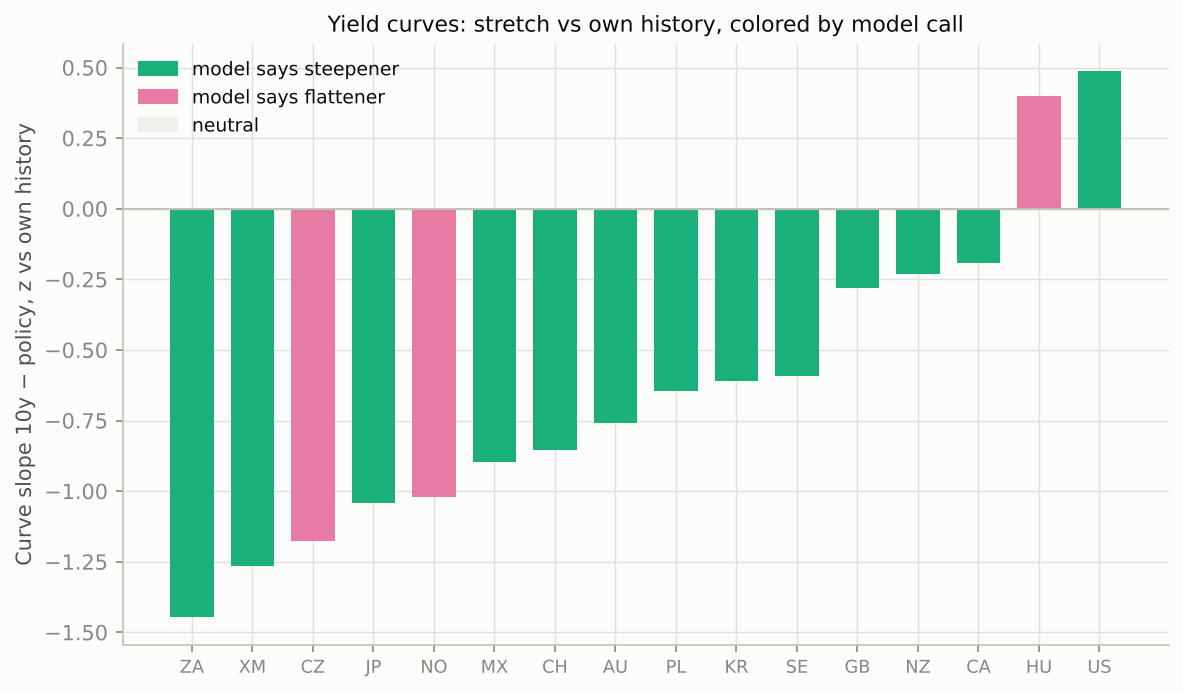 Yield curves: stretch vs own history, colored by model call
model says steepener
model says flattener
neutral
Curve slope 10y − policy, z vs own history
0.50
0.25
0.00
−0.25
−0.50
−0.75
−1.00
−1.25
−1.50
ZA XM CZ JP NO MX CH AU PL KR SE GB NZ CA HU US